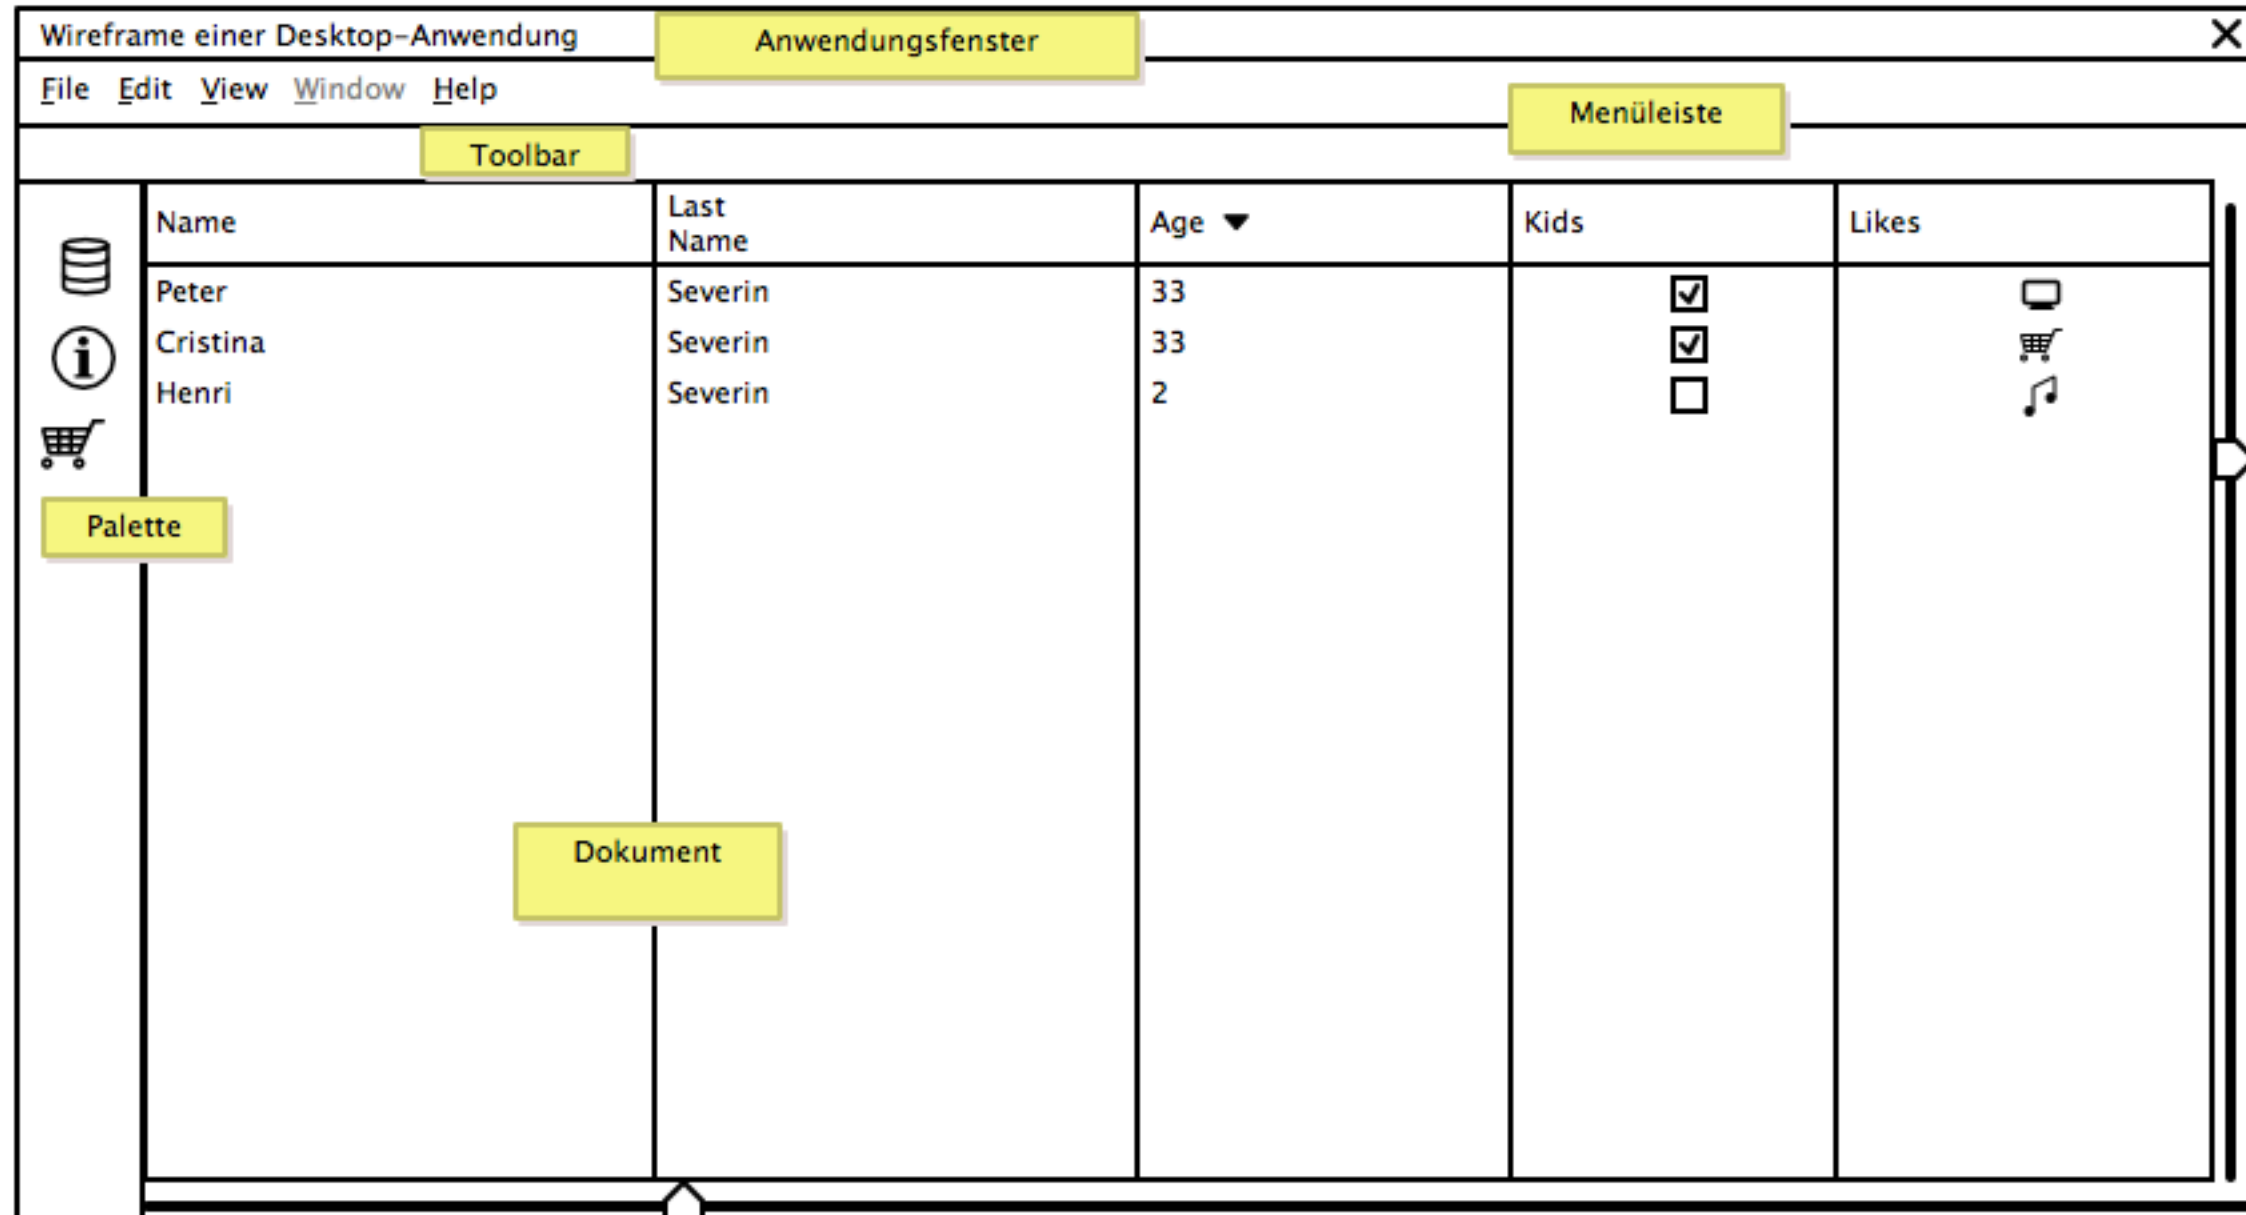 Wireframe einer Desktop-Anwendung
Anwendungsfenster
File Edit View Window Help
Menüleiste
Toolbar
Name
Last
Name
Age
Kids
Likes
Peter Severin 33
Cristina Severin 33
Henri Severin 2
Palette
Dokument